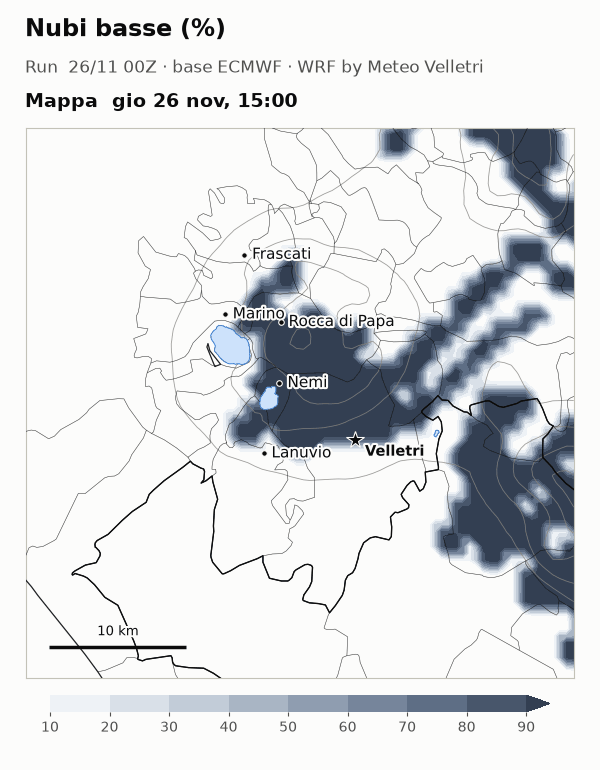 Nubi basse (%)
Run  26/11 00Z · base ECMWF · WRF by Meteo Velletri
Mappa  gio 26 nov, 15:00
Frascati
Marino
Rocca di Papa
Nemi
Velletri
Lanuvio
10 km
10 20 30 40 50 60 70 80 90